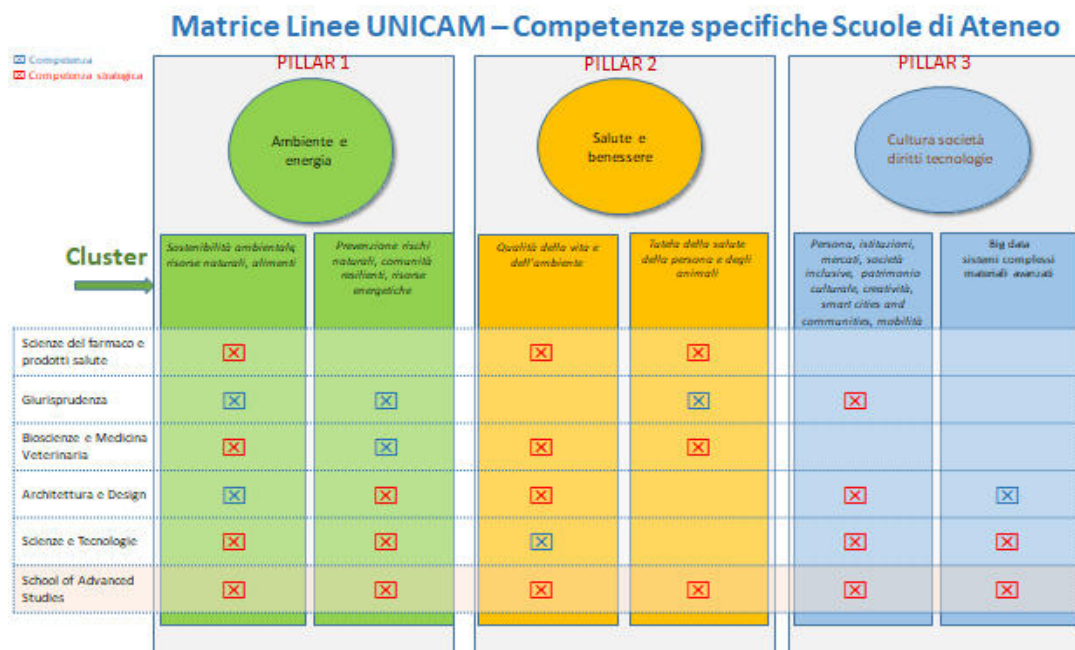 Matrice Linee UNICAM – Competenze specifiche Scuole di Ateneo
Competenza
Competenza strategica
PILLAR 1
PILLAR 2
PILLAR 3
Ambiente e
energia
Salute e
benessere
Cultura società
diritti tecnologie
Cluster
Sostenibilità ambientale,
risorse naturali, alimenti
Prevenzione rischi
naturali, comunità
resilienti, risorse
energetiche
Qualità della vita e
dell'ambiente
Tutela della salute
della persona e degli
animali
Persona, istituzioni,
mercati, società
inclusive, patrimonio
culturale, creatività,
smart cities and
communities, mobilità
Big data
sistemi complessi
materiali avanzati
Scienze del farmaco e
prodotti salute
Giurisprudenza
Bioscienze e Medicina
Veterinaria
Architettura e Design
Scienze e Tecnologie
School of Advanced
Studies